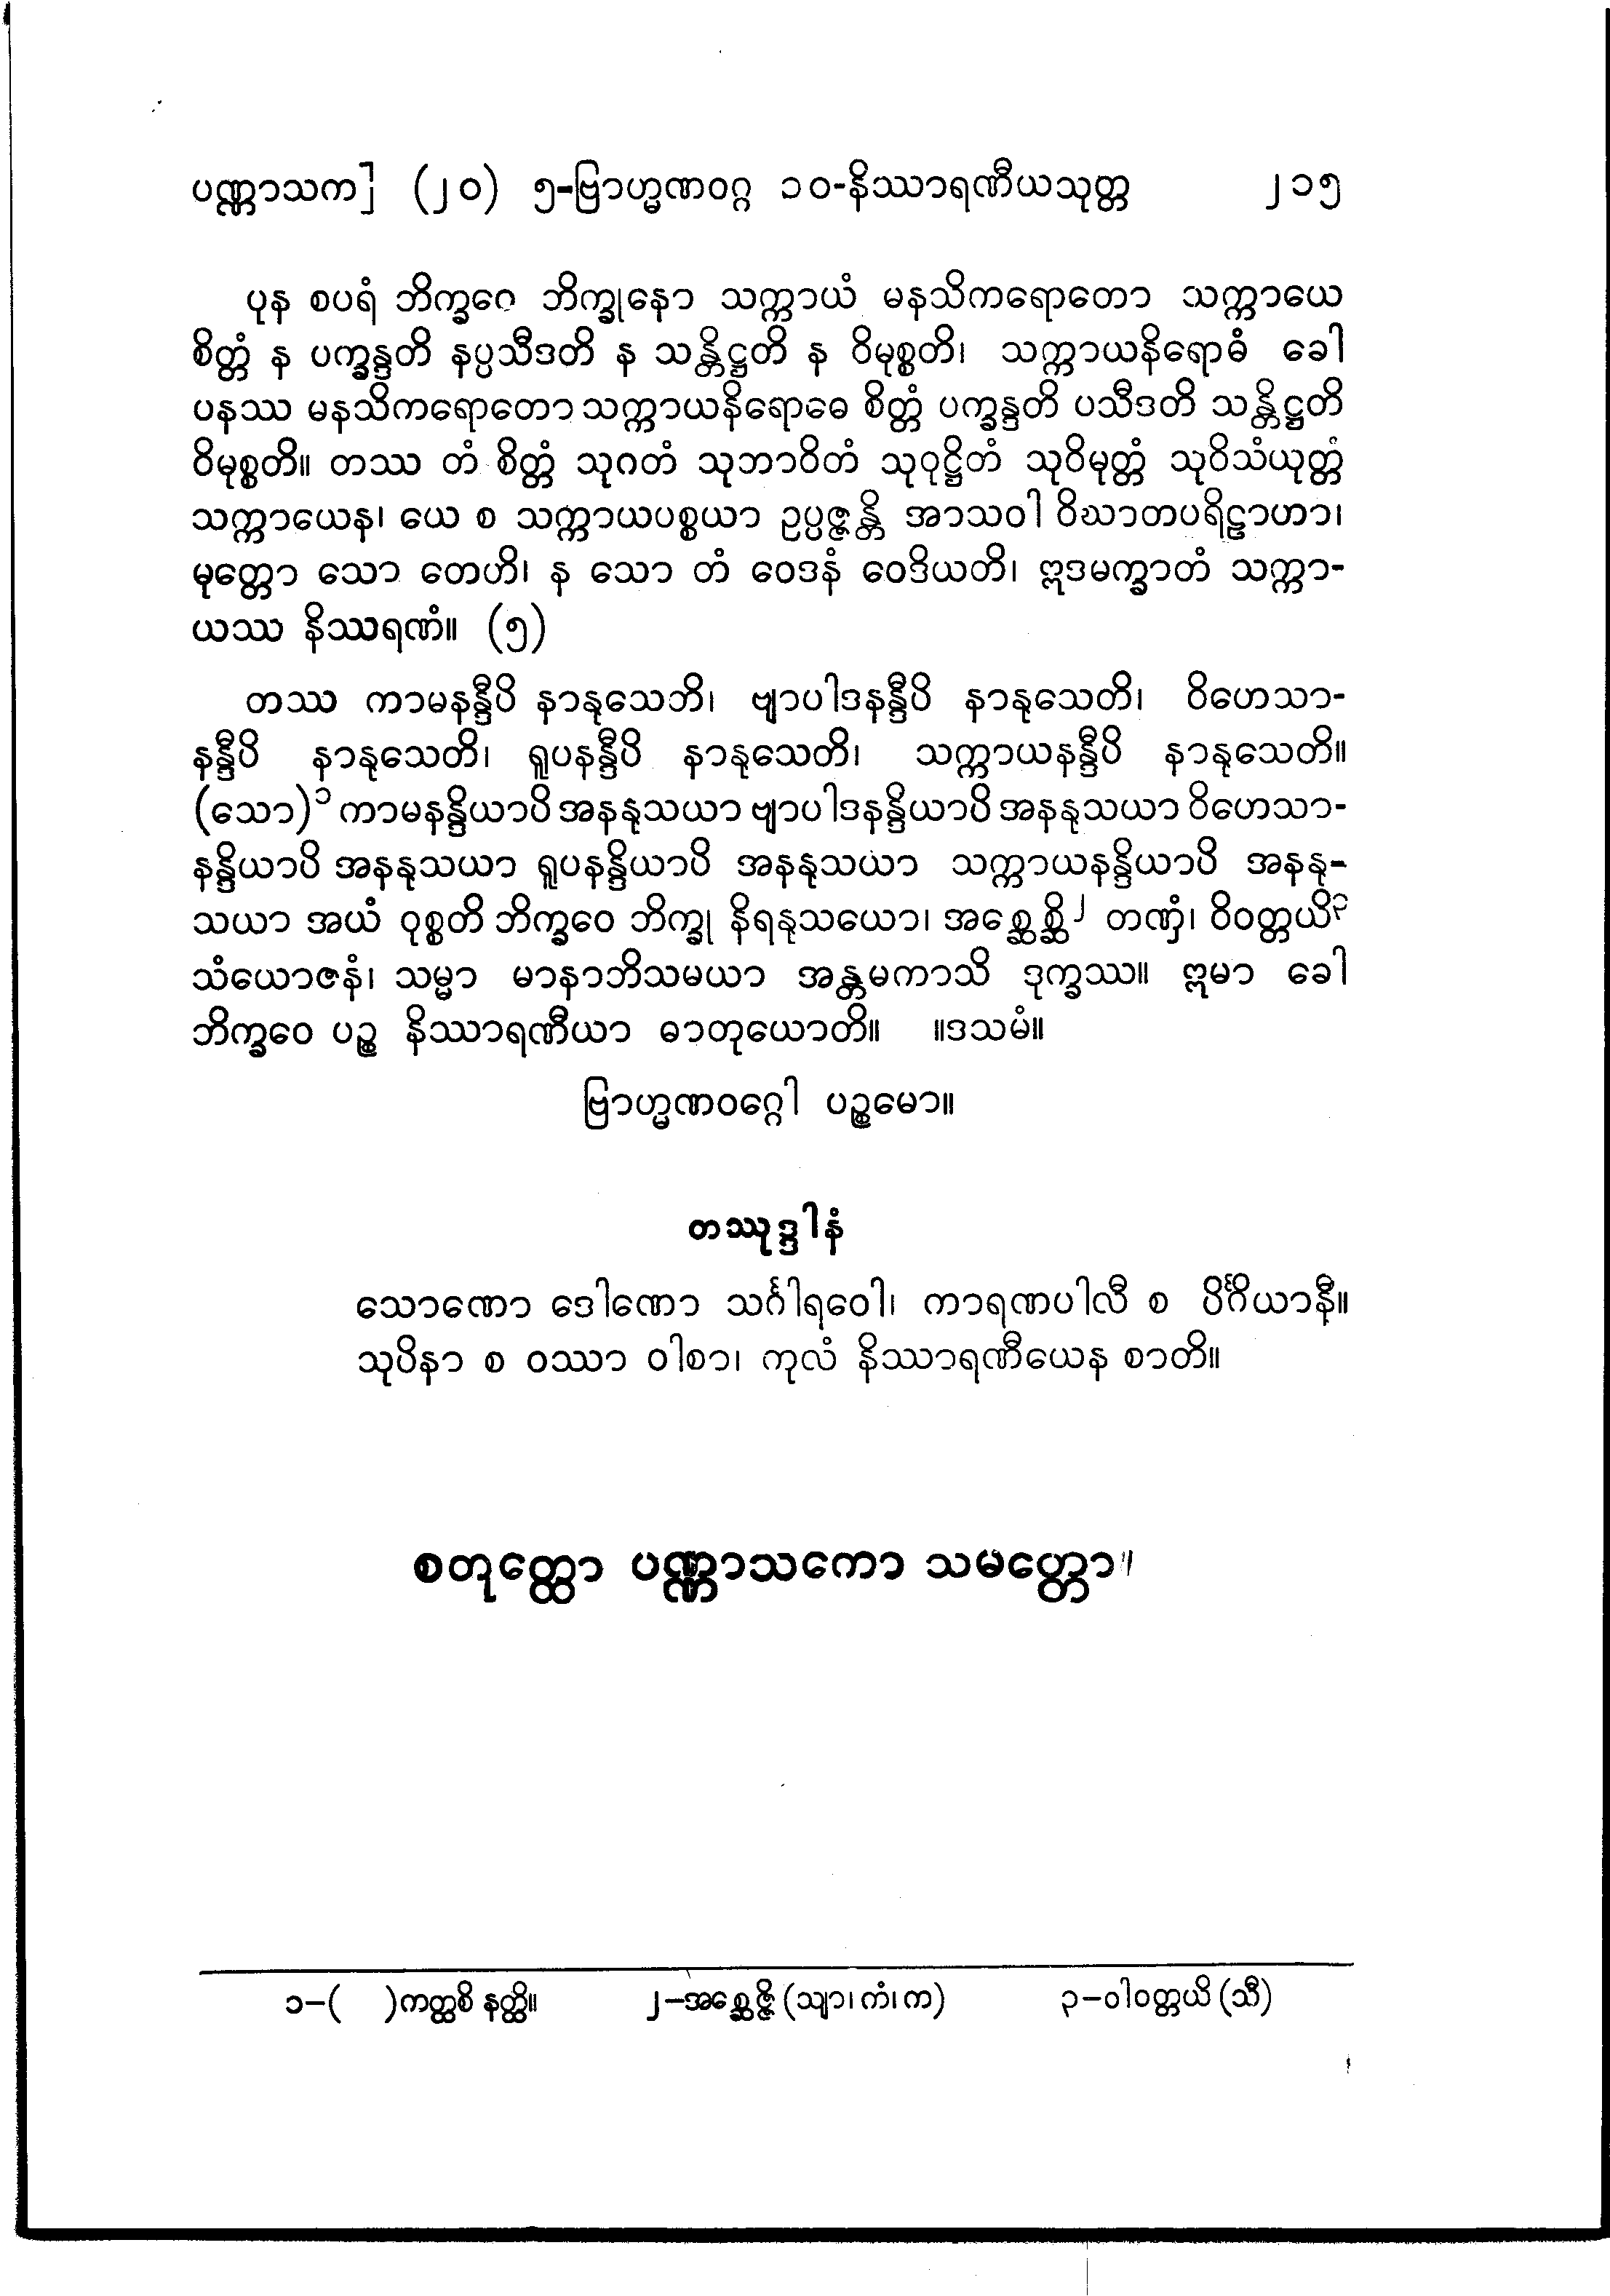 ပဏ္ဏာသက] (၂၀) ၅-ဗြာဟ္မဏဝဂ္ဂ ၁၀-နိဿာရဏီယသုတ္တ ၂၁၅
ပုန စပရံ ဘိက္ခဝေ ဘိက္ခုနော သက္ကာယံ မနသိကရောတော သက္ကာယေ
စိတ္တံ န ပက္ခန္ဒတိ နပ္ပသီဒတိ န သန္တိဋ္ဌတိ န ဝိမုစ္စတိ၊ သက္ကာယနိရောဓံ ခေါ
ပနဿ မနသိကရောတော သက္ကာယနိရောဓေ စိတ္တံ ပက္ခန္ဒတိ ပသီဒတိ သန္တိဋ္ဌတိ
ဝိမုစ္စတိ။ တဿ တံ စိတ္တံ သုဂတံ သုဘာဝိတံ သုဝုဋ္ဌိတံ သုဝိမုတ္တံ သုဝိသံယုတ္တံ
သက္ကာယေန၊ ယေ စ သက္ကာယပစ္စယာ ဥပ္ပဇ္ဇန္တိ အာသဝါ ဝိဃာတပရိဠာဟာ၊
မုတ္တော သော တေဟိ၊ န သော တံ ဝေဒနံ ဝေဒိယတိ၊ ဣဒမက္ခာတံ သက္ကာ-
ယဿ နိဿရဏံ။ (၅)
တဿ ကာမနန္ဒီပိ နာနုသေတိ၊ ဗျာပါဒနန္ဒီပိ နာနုသေတိ၊ ဝိဟေသာ-
နန္ဒီပိ နာနုသေတိ၊ ရူပနန္ဒီပိ နာနုသေတိ၊ သက္ကာယနန္ဒီပိ နာနုသေတိ။
(သော)၁ ကာမနန္ဒိယာပိ အနနုသယာ ဗျာပါဒနန္ဒိယာပိ အနနုသယာ ဝိဟေသာ-
နန္ဒိယာပိ အနနုသယာ ရူပနန္ဒိယာပိ အနနုသယာ သက္ကာယနန္ဒိယာပိ အနနု-
သယာ အယံ ဝုစ္စတိ ဘိက္ခဝေ ဘိက္ခု နိရနုသယော၊ အစ္ဆေစ္ဆိ၂ တဏှံ၊ ဝိဝတ္တယိ၃
သံယောဇနံ၊ သမ္မာ မာနာဘိသမယာ အန္တမကာသိ ဒုက္ခဿ။ ဣမာ ခေါ
ဘိက္ခဝေ ပဉ္စ နိဿာရဏီယာ ဓာတုယောတိ။ ။ဒသမံ။
ဗြာဟ္မဏဝဂ္ဂေါ ပဉ္စမော။
တဿုဒ္ဒါနံ
သောဏော ဒေါဏော သင်္ဂါရဝေါ၊ ကာရဏပါလီ စ ပိင်္ဂိယာနီ။
သုပိနာ စ ဝဿာ ဝါစာ၊ ကုလံ နိဿာရဏီယေန စာတိ။
စတုတ္ထော ပဏ္ဏာသကော သမတ္တော။
၁–( )ကတ္ထစိ နတ္ထိ။ ၂–အစ္ဆေဇ္ဇိ (သျာ၊ ကံ၊ က) ၃–ဝါဝတ္တယိ (သီ)